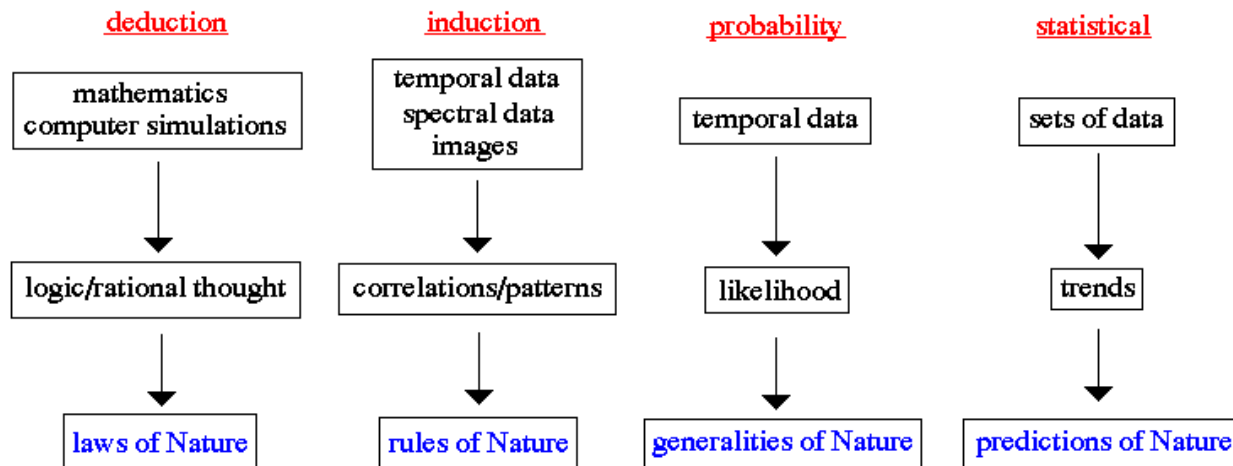 deduction
induction
probability
statistical
mathematics
computer simulations
temporal data
spectral data
images
temporal data
sets of data
logic/rational thought
correlations/patterns
likelihood
trends
laws of Nature
rules of Nature
generalities of Nature
predictions of Nature